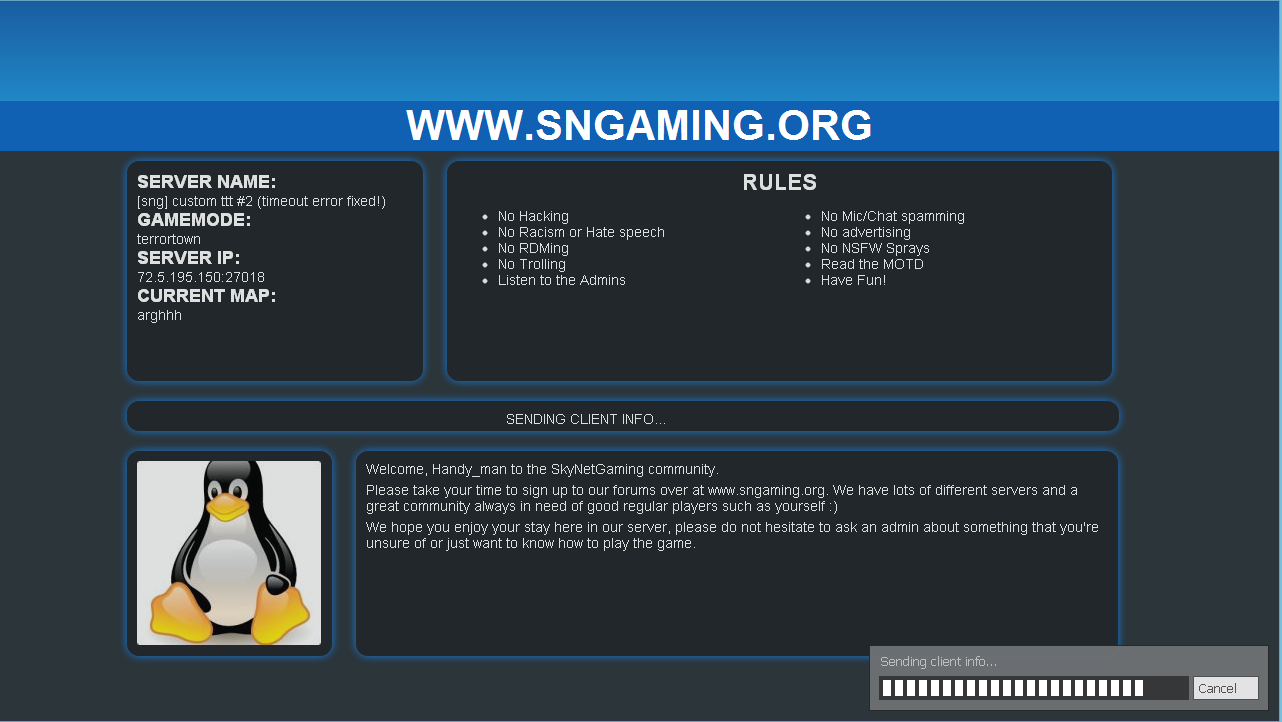 WWW.SNGAMING.ORG
SERVER NAME:
[sng] custom ttt #2 (timeout error fixed!)
GAMEMODE:
terrortown
SERVER IP:
72.5.195.150:27018
CURRENT MAP:
arghhh
RULES
No Hacking
No Racism or Hate speech
No RDMing
No Trolling
Listen to the Admins
No Mic/Chat spamming
No advertising
No NSFW Sprays
Read the MOTD
Have Fun!
SENDING CLIENT INFO...
Welcome, Handy_man to the SkyNetGaming community.
Please take your time to sign up to our forums over at www.sngaming.org. We have lots of different servers and a
great community always in need of good regular players such as yourself :)
We hope you enjoy your stay here in our server, please do not hesitate to ask an admin about something that you're
unsure of or just want to know how to play the game.
Sending client info...
Cancel